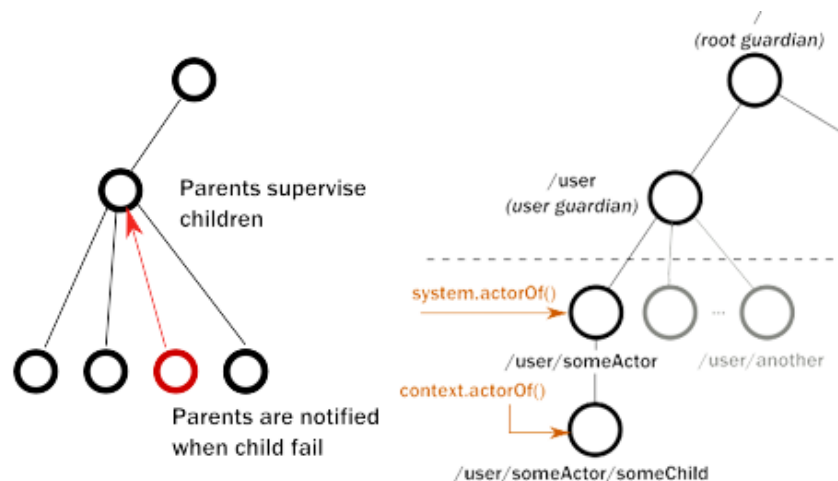 Parents supervise
children
Parents are notified
when child fail
/
(root guardian)
/user
(user guardian)
system.actorOf()
...
/user/someActor
/user/another
context.actorOf()
/user/someActor/someChild